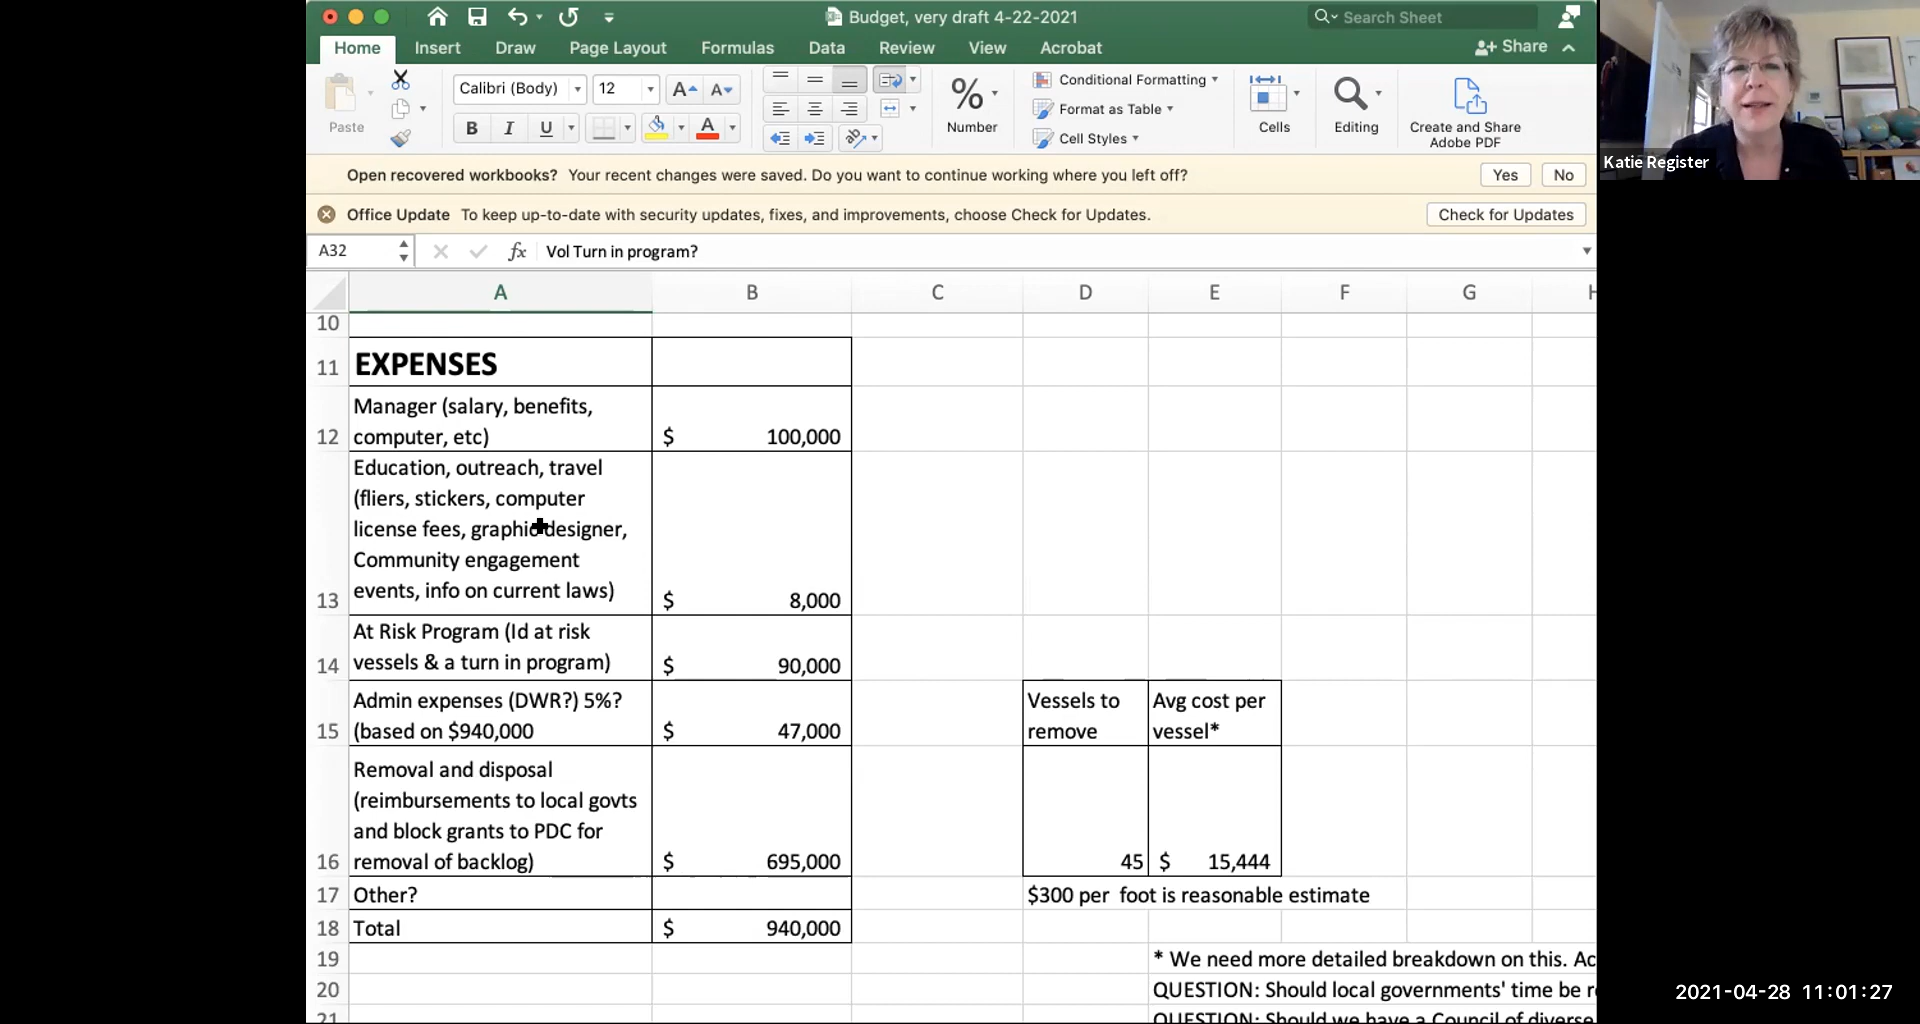 Budget, very draft 4-22-2021
Search Sheet
Home Insert Draw Page Layout Formulas Data Review View Acrobat
Share
Paste
Calibri (Body) 12
A A
B I U A
%
Number
Conditional Formatting
Format as Table
Cell Styles
Cells
Editing
Create and Share
Adobe PDF
Katie Register
Open recovered workbooks? Your recent changes were saved. Do you want to continue working where you left off?
Yes No
Office Update To keep up-to-date with security updates, fixes, and improvements, choose Check for Updates.
Check for Updates
A32 fx Vol Turn in program?
A B C D E F G H
10
11 EXPENSES
Manager (salary, benefits,
12 computer, etc) $ 100,000
Education, outreach, travel
(fliers, stickers, computer
license fees, graphic designer,
Community engagement
events, info on current laws)
13 $ 8,000
At Risk Program (Id at risk
14 vessels & a turn in program) $ 90,000
Admin expenses (DWR?) 5%?
15 (based on $940,000 $ 47,000
Vessels to
remove
Avg cost per
vessel*
Removal and disposal
(reimbursements to local govts
and block grants to PDC for
16 removal of backlog) $ 695,000 45 $ 15,444
17 Other? $300 per foot is reasonable estimate
18 Total $ 940,000
19 * We need more detailed breakdown on this. Ac
20 QUESTION: Should local governments' time be r
21 QUESTION: Should we have a Council of diverse
2021-04-28 11:01:27